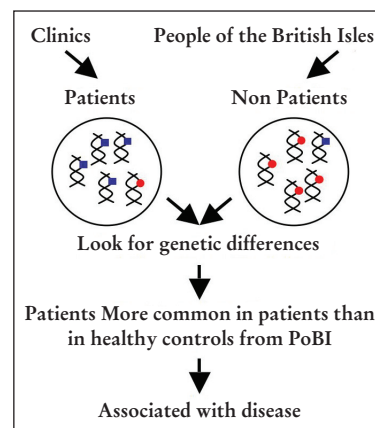 Clinics
People of the British Isles
Patients
Non Patients
Look for genetic differences
Patients More common in patients than
in healthy controls from PoBI
Associated with disease